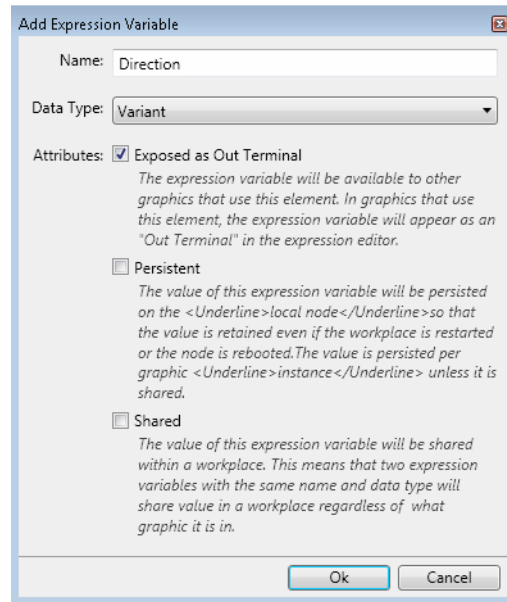 Add Expression Variable
Name: Direction
Data Type: Variant
Attributes: Exposed as Out Terminal
The expression variable will be available to other
graphics that use this element. In graphics that use
this element, the expression variable will appear as an
"Out Terminal" in the expression editor.
Persistent
The value of this expression variable will be persisted
on the <Underline>local node</Underline>so that
the value is retained even if the workplace is restarted
or the node is rebooted.The value is persisted per
graphic <Underline>instance</Underline> unless it is
shared.
Shared
The value of this expression variable will be shared
within a workplace. This means that two expression
variables with the same name and data type will
share value in a workplace regardless of what
graphic it is in.
Ok Cancel